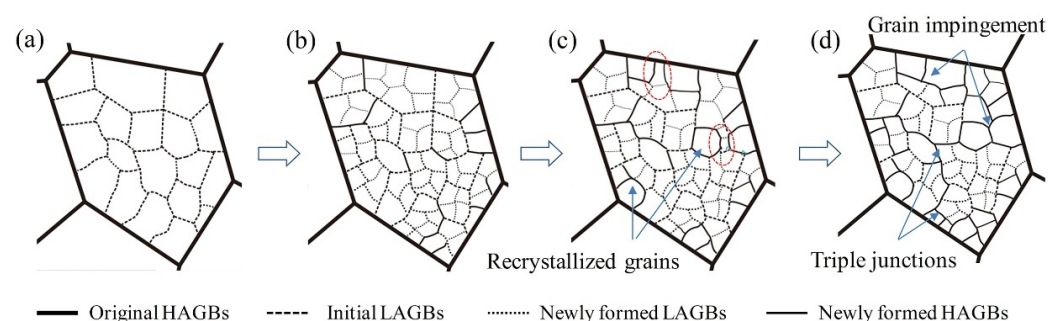 Grain impingement
(a)
(b)
(c)
(d)
Recrystallized grains
Triple junctions
Original HAGBs
Initial LAGBs
Newly formed LAGBs
Newly formed HAGBs